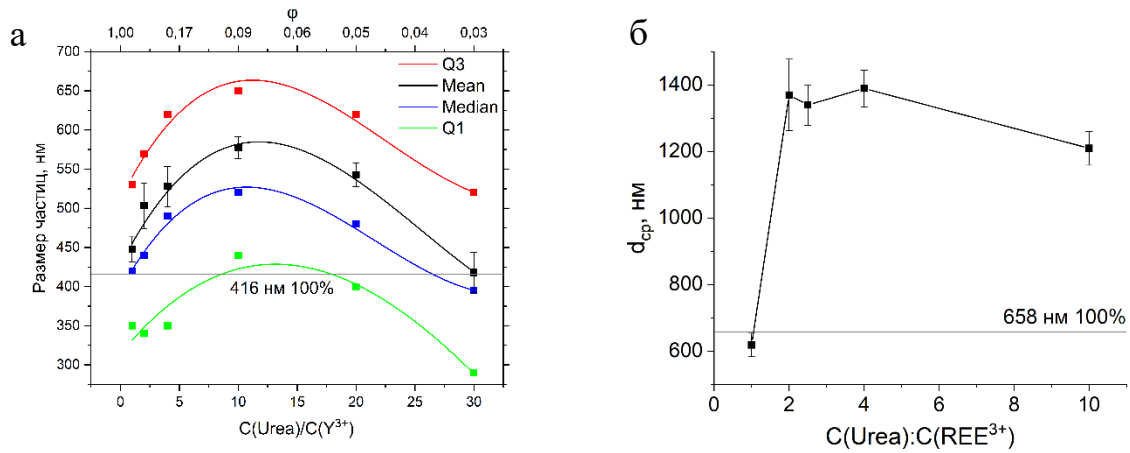 а
φ
1,00 0,17 0,09 0,06 0,05 0,04 0,03
700
650
600
550
500
450
400
350
300
Размер частиц, нм
Q3
Mean
Median
Q1
416 нм 100%
0 5 10 15 20 25 30
C(Urea)/C(Y³⁺)
б
1400
1200
1000
800
600
d_cp, нм
658 нм 100%
0 2 4 6 8 10
C(Urea):C(REE³⁺)